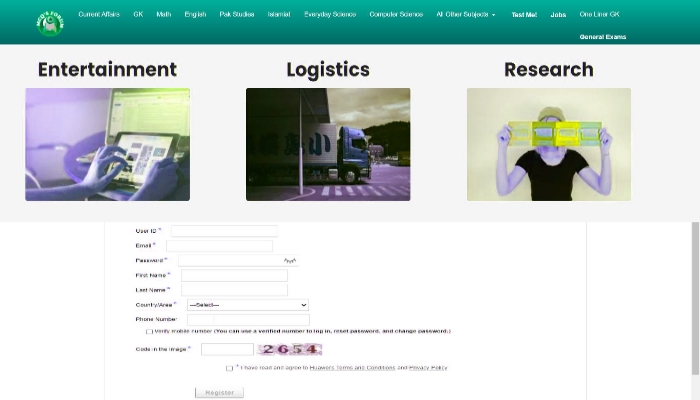 Current Affairs GK Math English Pak Studies Islamiat Everyday Science Computer Science All Other Subjects Test Me! Jobs One Liner GK
General Exams
MCQ'S FORUM
Entertainment Logistics Research
User ID *
Email *
Password *
First Name *
Last Name *
Country/Area * ---Select---
Phone Number
Verify mobile number (You can use a verified number to log in, reset password, and change password.)
Code in the image * 2654
* I have read and agree to Huawei's Terms and Conditions and Privacy Policy
Register